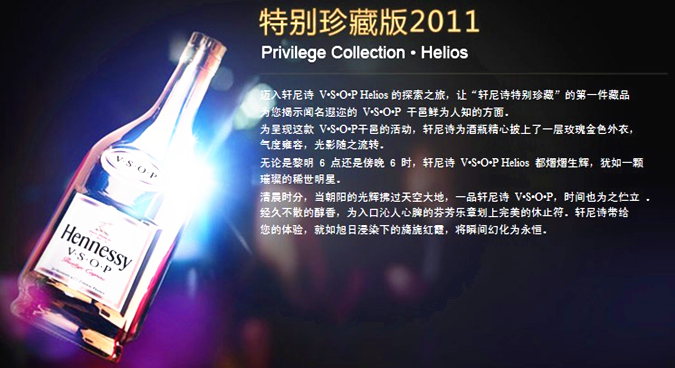 特别珍藏版2011
Privilege Collection • Helios
迈入轩尼诗 V•S•O•P Helios 的探索之旅，让“轩尼诗特别珍藏”的第一件藏品
为您揭示闻名遐迩的 V•S•O•P 干邑鲜为人知的方面。
为呈现这款 V•S•O•P干邑的活动，轩尼诗为酒瓶精心披上了一层玫瑰金色外衣，
气度雍容，光影随之流转。
无论是黎明 6 点还是傍晚 6 时，轩尼诗 V•S•O•P Helios 都熠熠生辉，犹如一颗
璀璨的稀世明星。
清晨时分，当朝阳的光辉拂过天空大地，一品轩尼诗 V•S•O•P，时间也为之伫立 。
经久不散的醇香，为入口沁人心脾的芬芳乐章划上完美的休止符。轩尼诗带给
您的体验，就如旭日浸染下的旖旎红霞，将瞬间幻化为永恒。
V•S•O•P
Hennessy
V•S•O•P